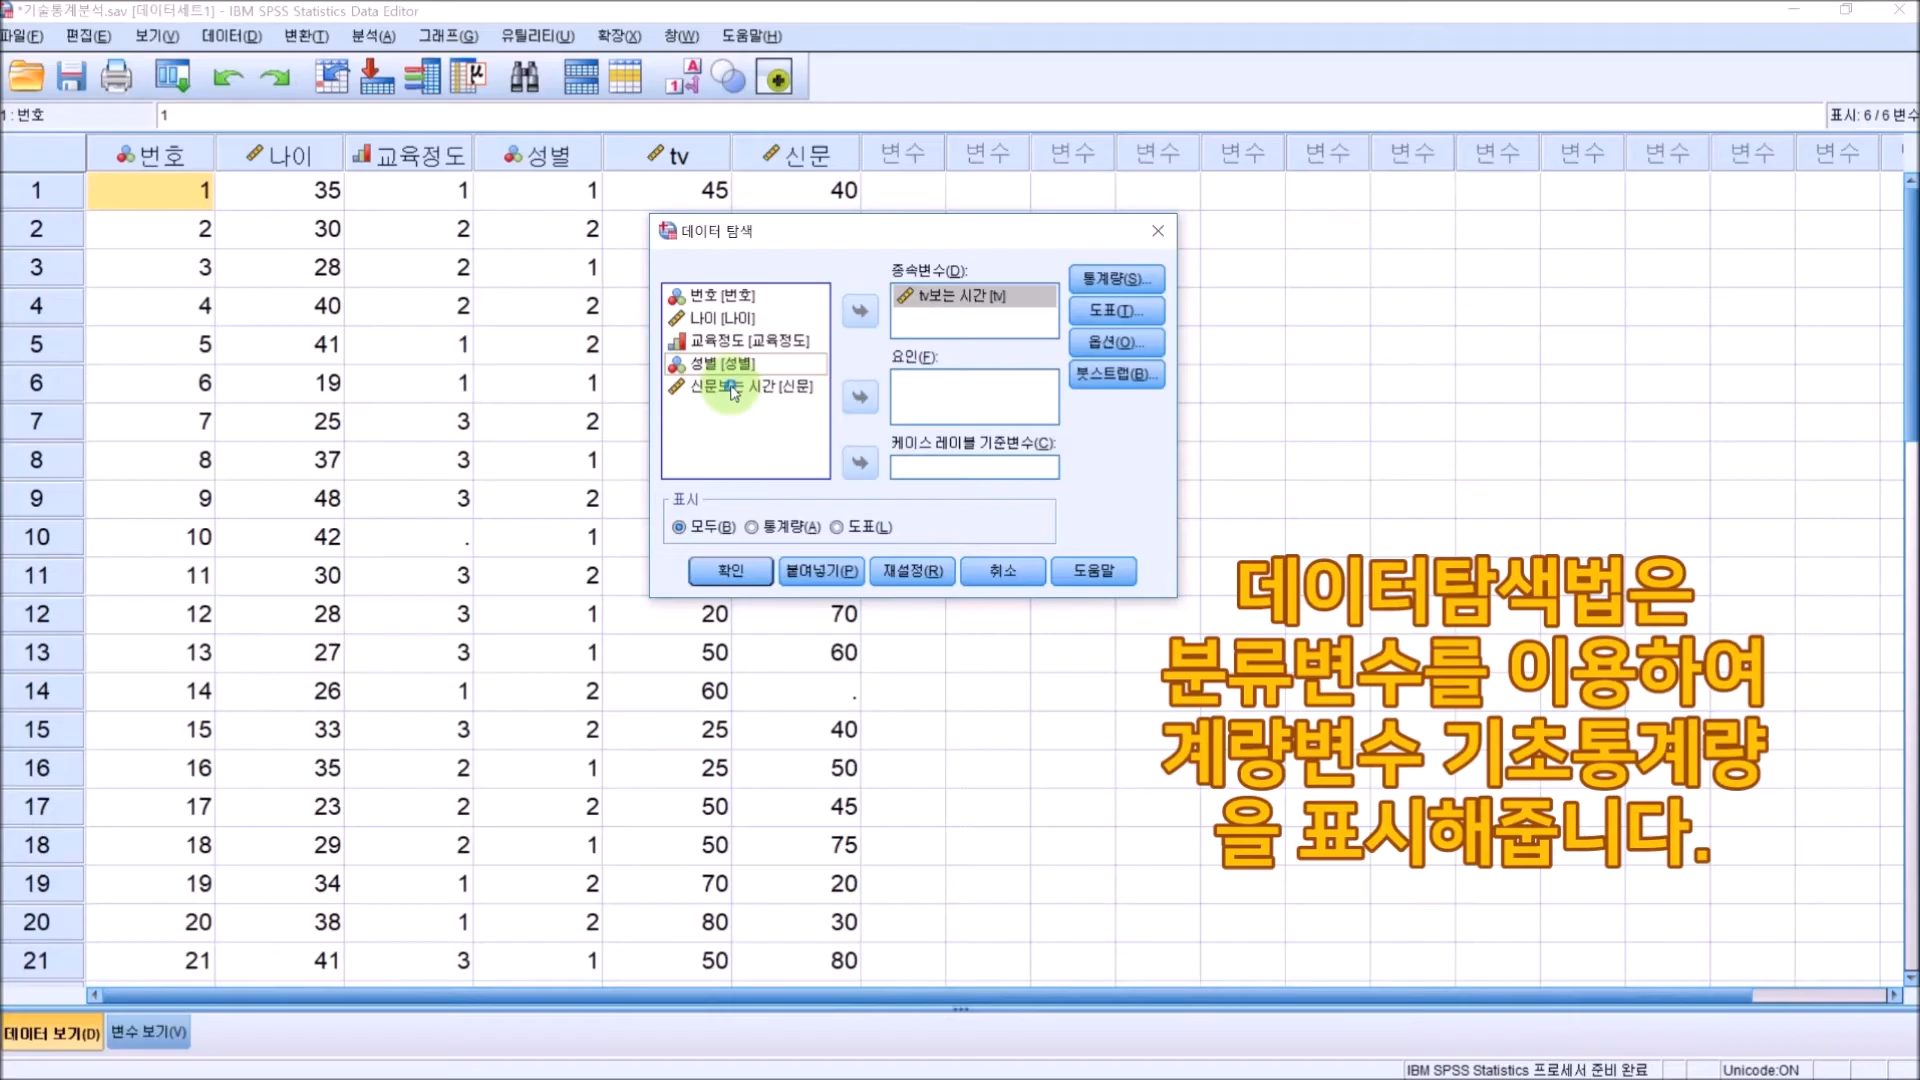 *기술통계분석.sav [데이터세트1] - IBM SPSS Statistics Data Editor
파일(F) 편집(E) 보기(V) 데이터(D) 변환(T) 분석(A) 그래프(G) 유틸리티(U) 확장(X) 창(W) 도움말(H)
1 : 번호 1 표시: 6 / 6 변수
번호 나이 교육정도 성별 tv 신문 변수 변수 변수 변수 변수 변수 변수 변수 변수 변수 변수 변수
1 1 35 1 1 45 40
2 2 30 2 2
3 3 28 2 1
4 4 40 2 2
5 5 41 1 2
6 6 19 1 1
7 7 25 3 2
8 8 37 3 1
9 9 48 3 2
10 10 42 . 1
11 11 30 3 2
12 12 28 3 1 20 70
13 13 27 3 1 50 60
14 14 26 1 2 60 .
15 15 33 3 2 25 40
16 16 35 2 1 25 50
17 17 23 2 2 50 45
18 18 29 2 1 50 75
19 19 34 1 2 70 20
20 20 38 1 2 80 30
21 21 41 3 1 50 80
데이터 탐색
번호 [번호]
나이 [나이]
교육정도 [교육정도]
성별 [성별]
신문보는 시간 [신문]
종속변수(D):
tv보는 시간 [tv]
요인(F):
케이스 레이블 기준변수(C):
통계량(S)...
도표(T)...
옵션(O)...
붓스트랩(B)...
표시
모두(B) 통계량(A) 도표(L)
확인 붙여넣기(P) 재설정(R) 취소 도움말
데이터탐색법은
분류변수를 이용하여
계량변수 기초통계량
을 표시해줍니다.
데이터 보기(D) 변수 보기(V)
IBM SPSS Statistics 프로세서 준비 완료 Unicode:ON